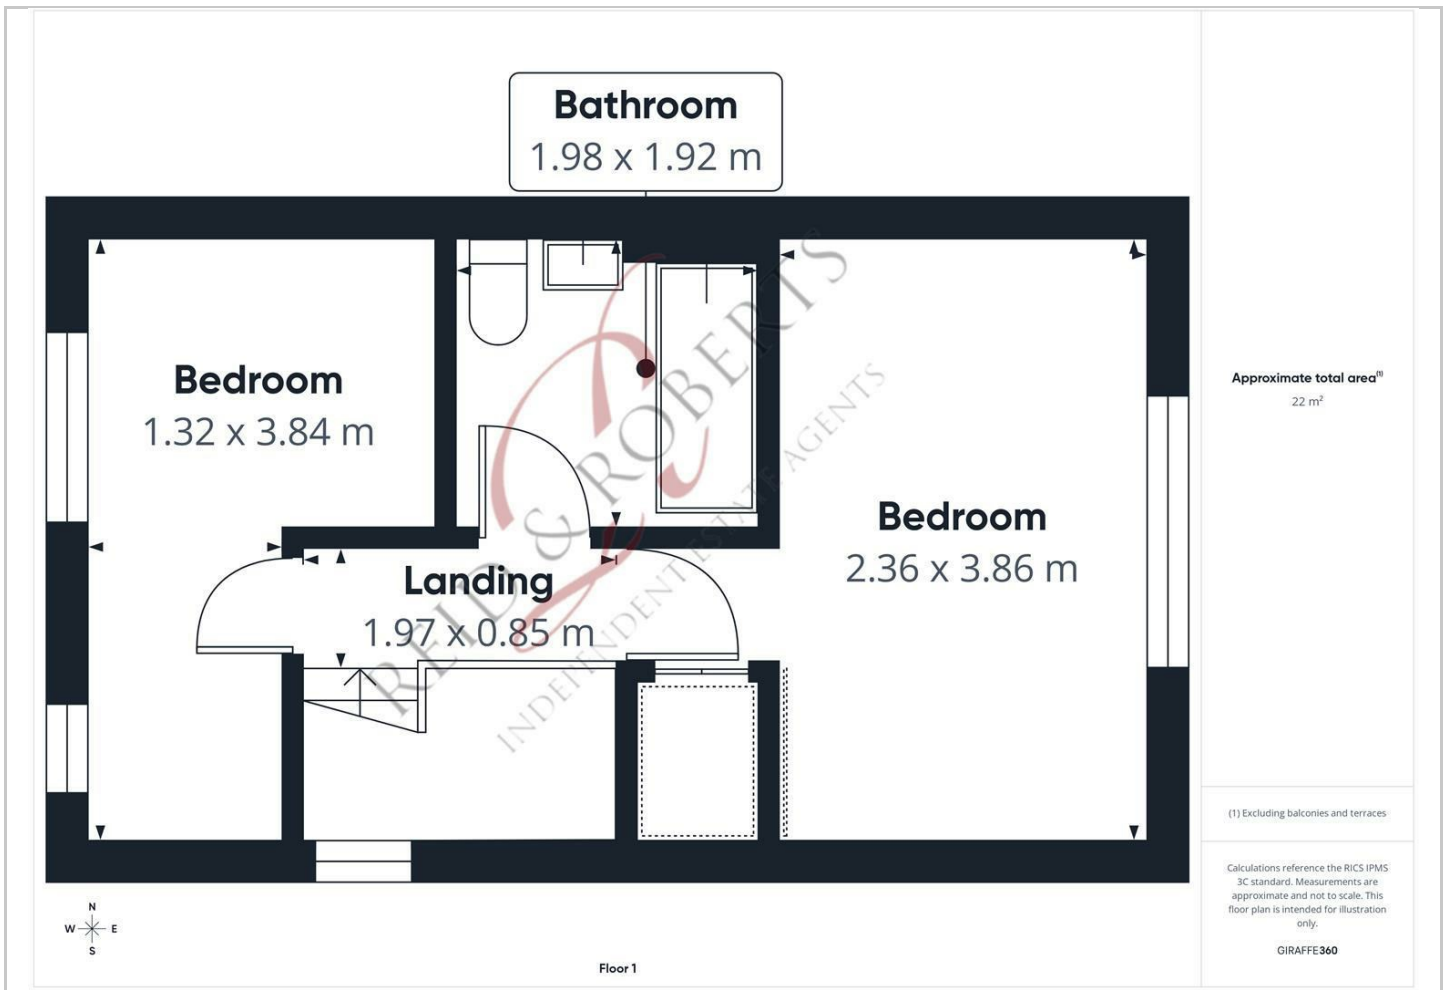 Bathroom
1.98 x 1.92 m
Bedroom
1.32 x 3.84 m
Bedroom
2.36 x 3.86 m
Landing
1.97 x 0.85 m
REID & ROBERTS
INDEPENDENT ESTATE AGENTS
Approximate total area(1)
22 m²
(1) Excluding balconies and terraces
Calculations reference the RICS IPMS
3C standard. Measurements are
approximate and not to scale. This
floor plan is intended for illustration
only.
GIRAFFE360
N
W E
S
Floor 1